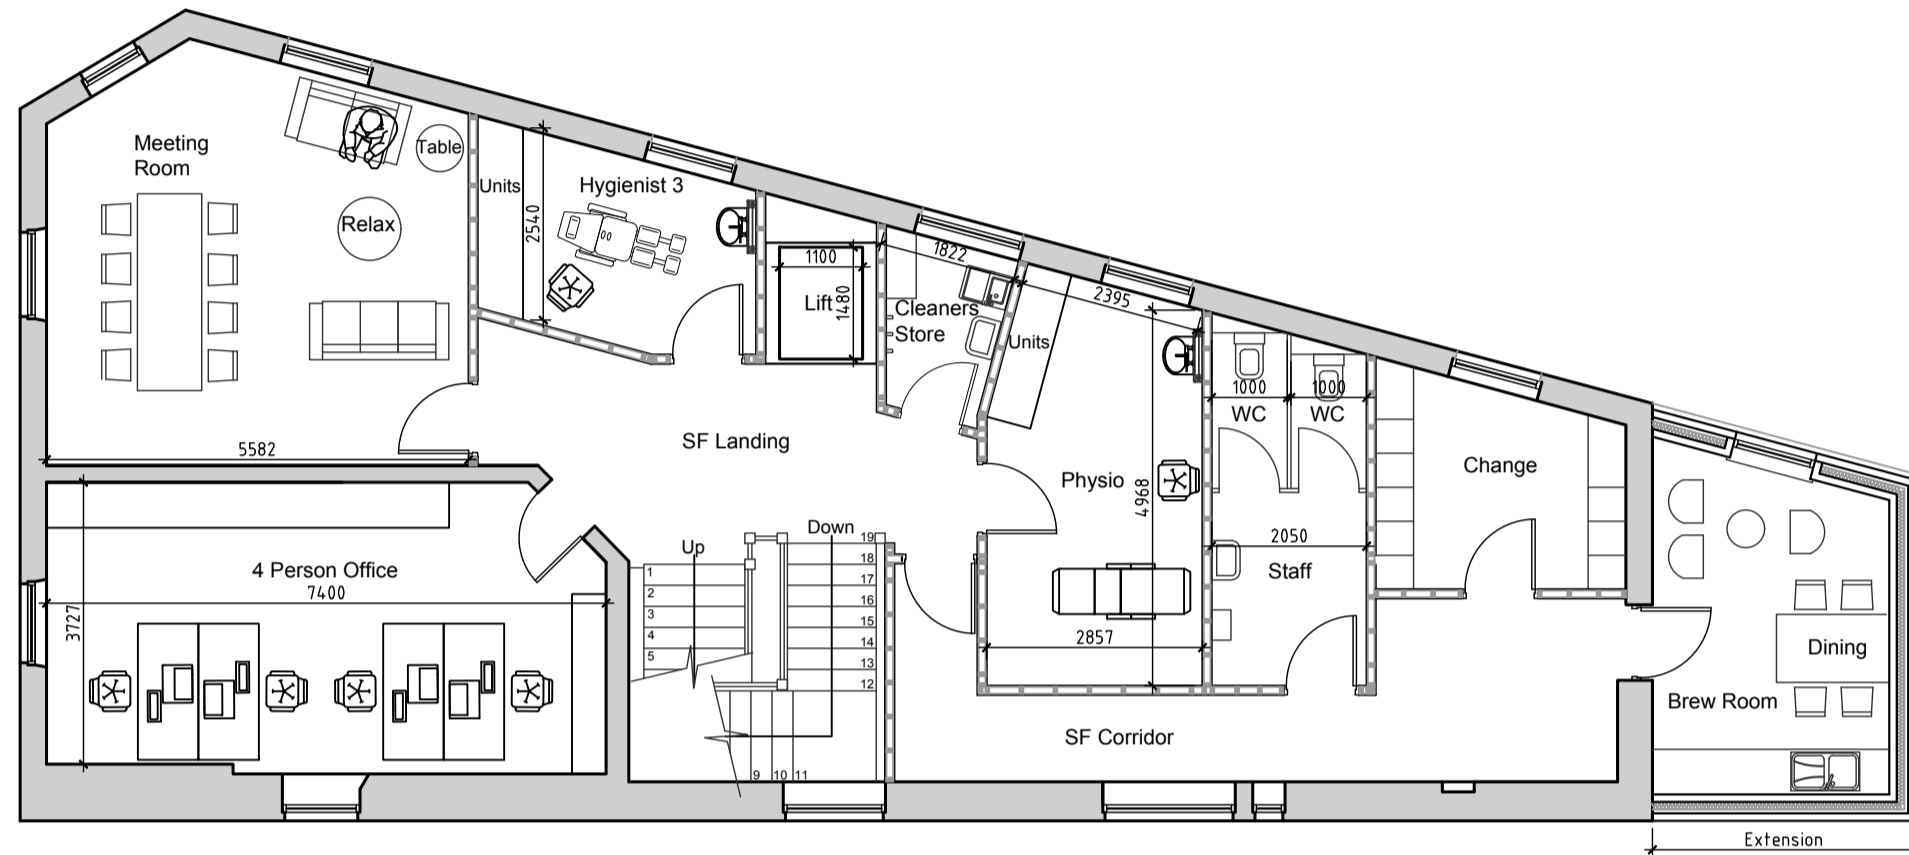 Meeting
Room
Table
Relax
5582
Units
2540
Hygienist 3
1100
Lift
1480
1822
Cleaners
Store
2395
Units
SF Landing
Physio
4968
2857
1000
WC
1000
WC
2050
Staff
Change
4 Person Office
7400
3727
Up
Down
1
2
3
4
5
19
18
17
16
15
14
13
12
9
10
11
SF Corridor
Dining
Brew Room
Extension